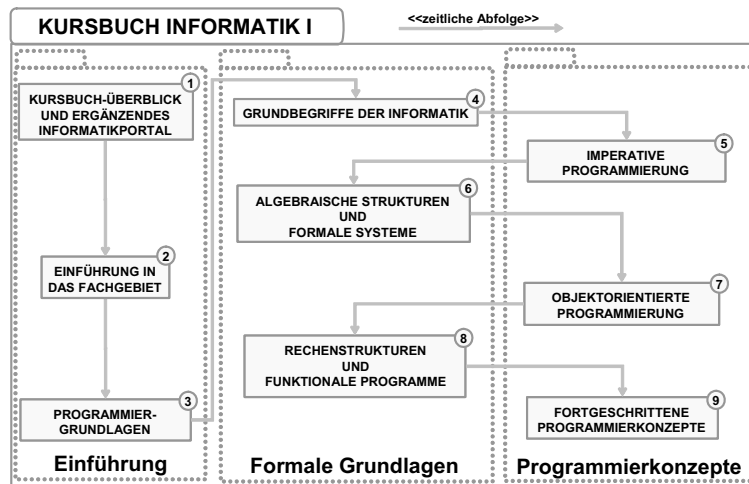 KURSBUCH INFORMATIK I
<<zeitliche Abfolge>>
1
KURSBUCH-ÜBERBLICK
UND ERGÄNZENDES
INFORMATIKPORTAL
2
EINFÜHRUNG IN
DAS FACHGEBIET
3
PROGRAMMIER-
GRUNDLAGEN
Einführung
4
GRUNDBEGRIFFE DER INFORMATIK
6
ALGEBRAISCHE STRUKTUREN
UND
FORMALE SYSTEME
8
RECHENSTRUKTUREN
UND
FUNKTIONALE PROGRAMME
Formale Grundlagen
5
IMPERATIVE
PROGRAMMIERUNG
7
OBJEKTORIENTIERTE
PROGRAMMIERUNG
9
FORTGESCHRITTENE
PROGRAMMIERKONZEPTE
Programmierkonzepte